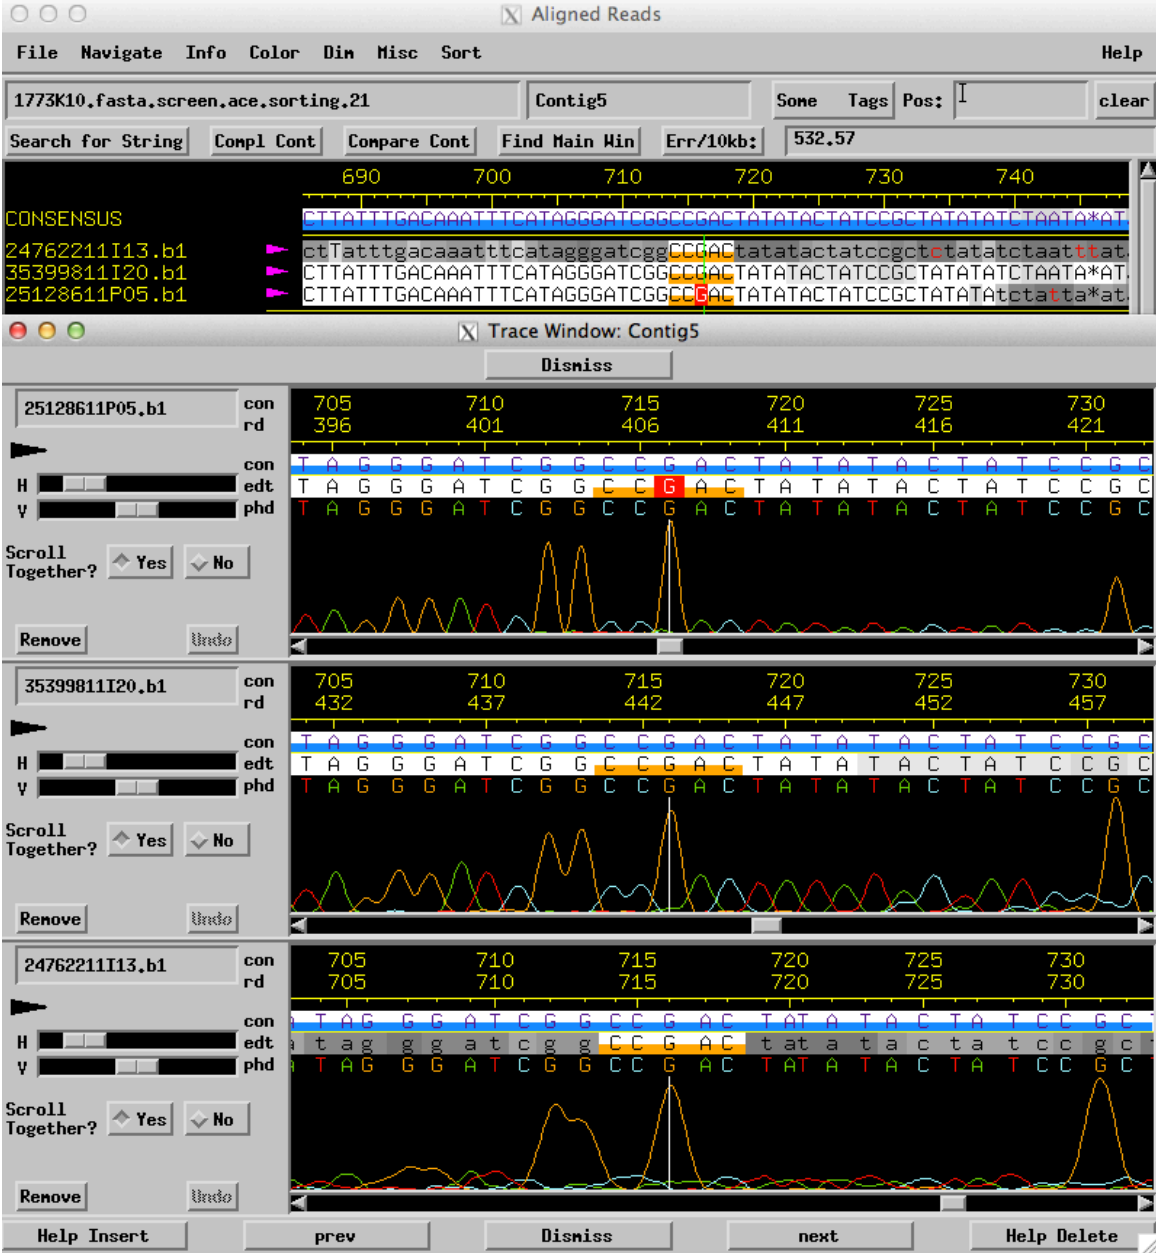 Aligned Reads
File Navigate Info Color Dim Misc Sort Help
1773K10.fasta.screen.ace.sorting.21 Contig5 Some Tags Pos: clear
Search for String Compl Cont Compare Cont Find Main Win Err/10kb: 532.57
690 700 710 720 730 740
CONSENSUS CTTATTTGACAAATTTCATAGGGATCGGCCGACTATATACTATCCGCTATATATCTAATA*AT
24762211I13.b1 ctTatttgacaaatttcatagggatcggCCGACtatatactatccgctctatatctaatttat
35399811I20.b1 CTTATTTGACAAATTTCATAGGGATCGGCCGACTATATACTATCCGCTATATATCTAATA*AT
25128611P05.b1 CTTATTTGACAAATTTCATAGGGATCGGCCGACTATATACTATCCGCTATATAtctatta*at
Trace Window: Contig5
Dismiss
25128611P05.b1 con 705 710 715 720 725 730
rd 396 401 406 411 416 421
con T A G G G A T C G G C C G A C T A T A T A C T A T C C G C
H edt T A G G G A T C G G C C G A C T A T A T A C T A T C C G C
V phd T A G G G A T C G G C C G A C T A T A T A C T A T C C G C
Scroll
Together? Yes No
Remove Undo
35399811I20.b1 con 705 710 715 720 725 730
rd 432 437 442 447 452 457
con T A G G G A T C G G C C G A C T A T A T A C T A T C C G C
H edt T A G G G A T C G G C C G A C T A T A T A C T A T C C G C
V phd T A G G G A T C G G C C G A C T A T A T A C T A T C C G C
Scroll
Together? Yes No
Remove Undo
24762211I13.b1 con 705 710 715 720 725 730
rd 705 710 715 720 725 730
con T A G G G A T C G G C C G A C T A T A T A C T A T C C G C
H edt t a g g g a t c g g C C G A C t a t a t a c t a t c c g c
V phd T A G G G A T C G G C C G A C T A T A T A C T A T C C G C
Scroll
Together? Yes No
Remove Undo
Help Insert prev Dismiss next Help Delete